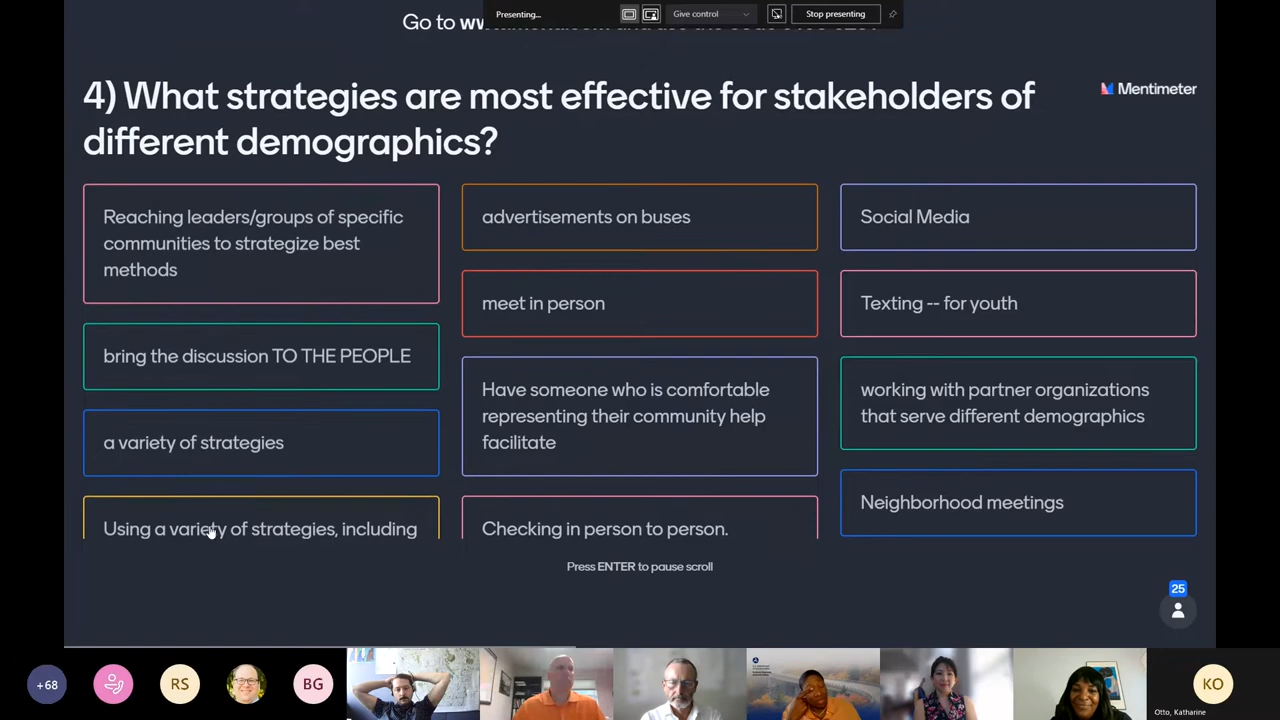 Presenting...
Give control
Stop presenting
Go to
4) What strategies are most effective for stakeholders of
different demographics?
Mentimeter
Reaching leaders/groups of specific
communities to strategize best
methods
bring the discussion TO THE PEOPLE
a variety of strategies
Using a variety of strategies, including
advertisements on buses
meet in person
Have someone who is comfortable
representing their community help
facilitate
Checking in person to person.
Social Media
Texting -- for youth
working with partner organizations
that serve different demographics
Neighborhood meetings
Press ENTER to pause scroll
25
+68
RS
BG
KO
Otto, Katharine